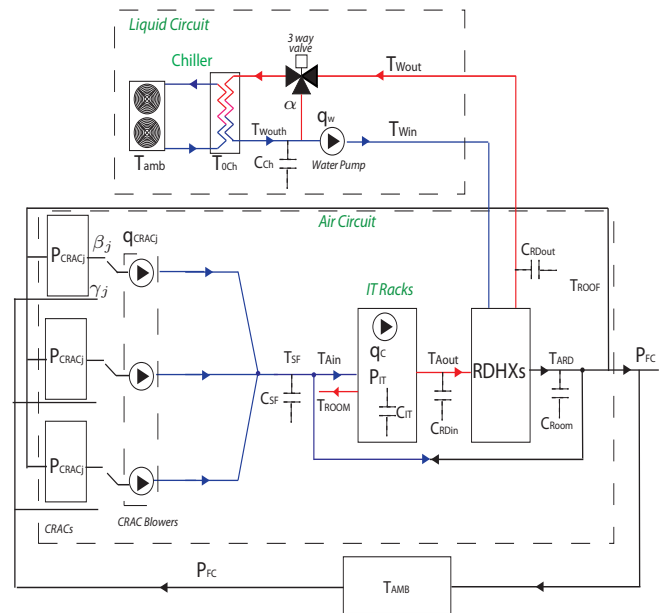 Liquid Circuit
3 way
valve
Chiller
TWout
α
qw
TWin
TWouth
Tamb
T0Ch
CCh
Water Pump
Air Circuit
PCRACj
βj
qCRACj
γj
CRDout
TROOF
IT Racks
qC
PCRACj
TSF
TAin
TAout
RDHXs
TARD
PFC
PIT
CSF
TROOM
CIT
CRDin
CRoom
PCRACj
CRACs
CRAC Blowers
PFC
TAMB
PFC